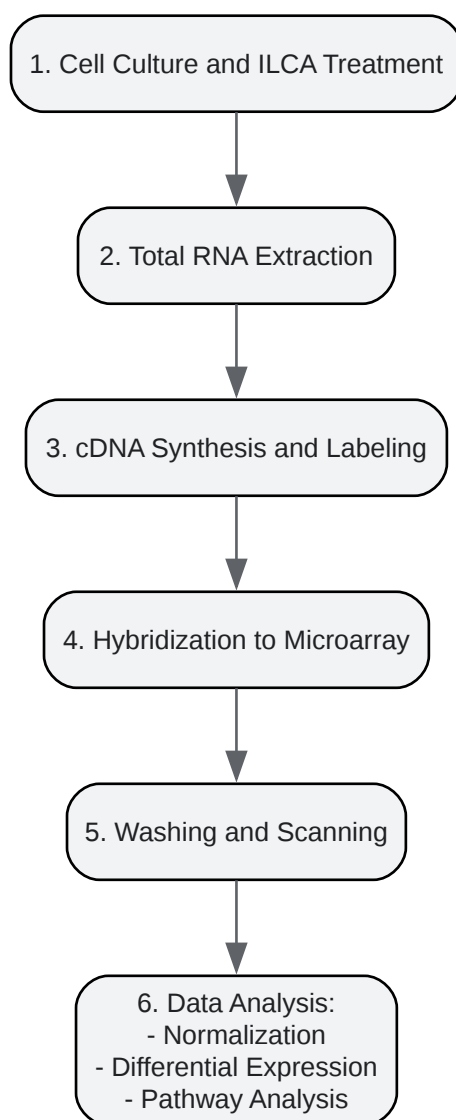 1. Cell Culture and ILCA Treatment
2. Total RNA Extraction
3. cDNA Synthesis and Labeling
4. Hybridization to Microarray
5. Washing and Scanning
6. Data Analysis:
- Normalization
- Differential Expression
- Pathway Analysis